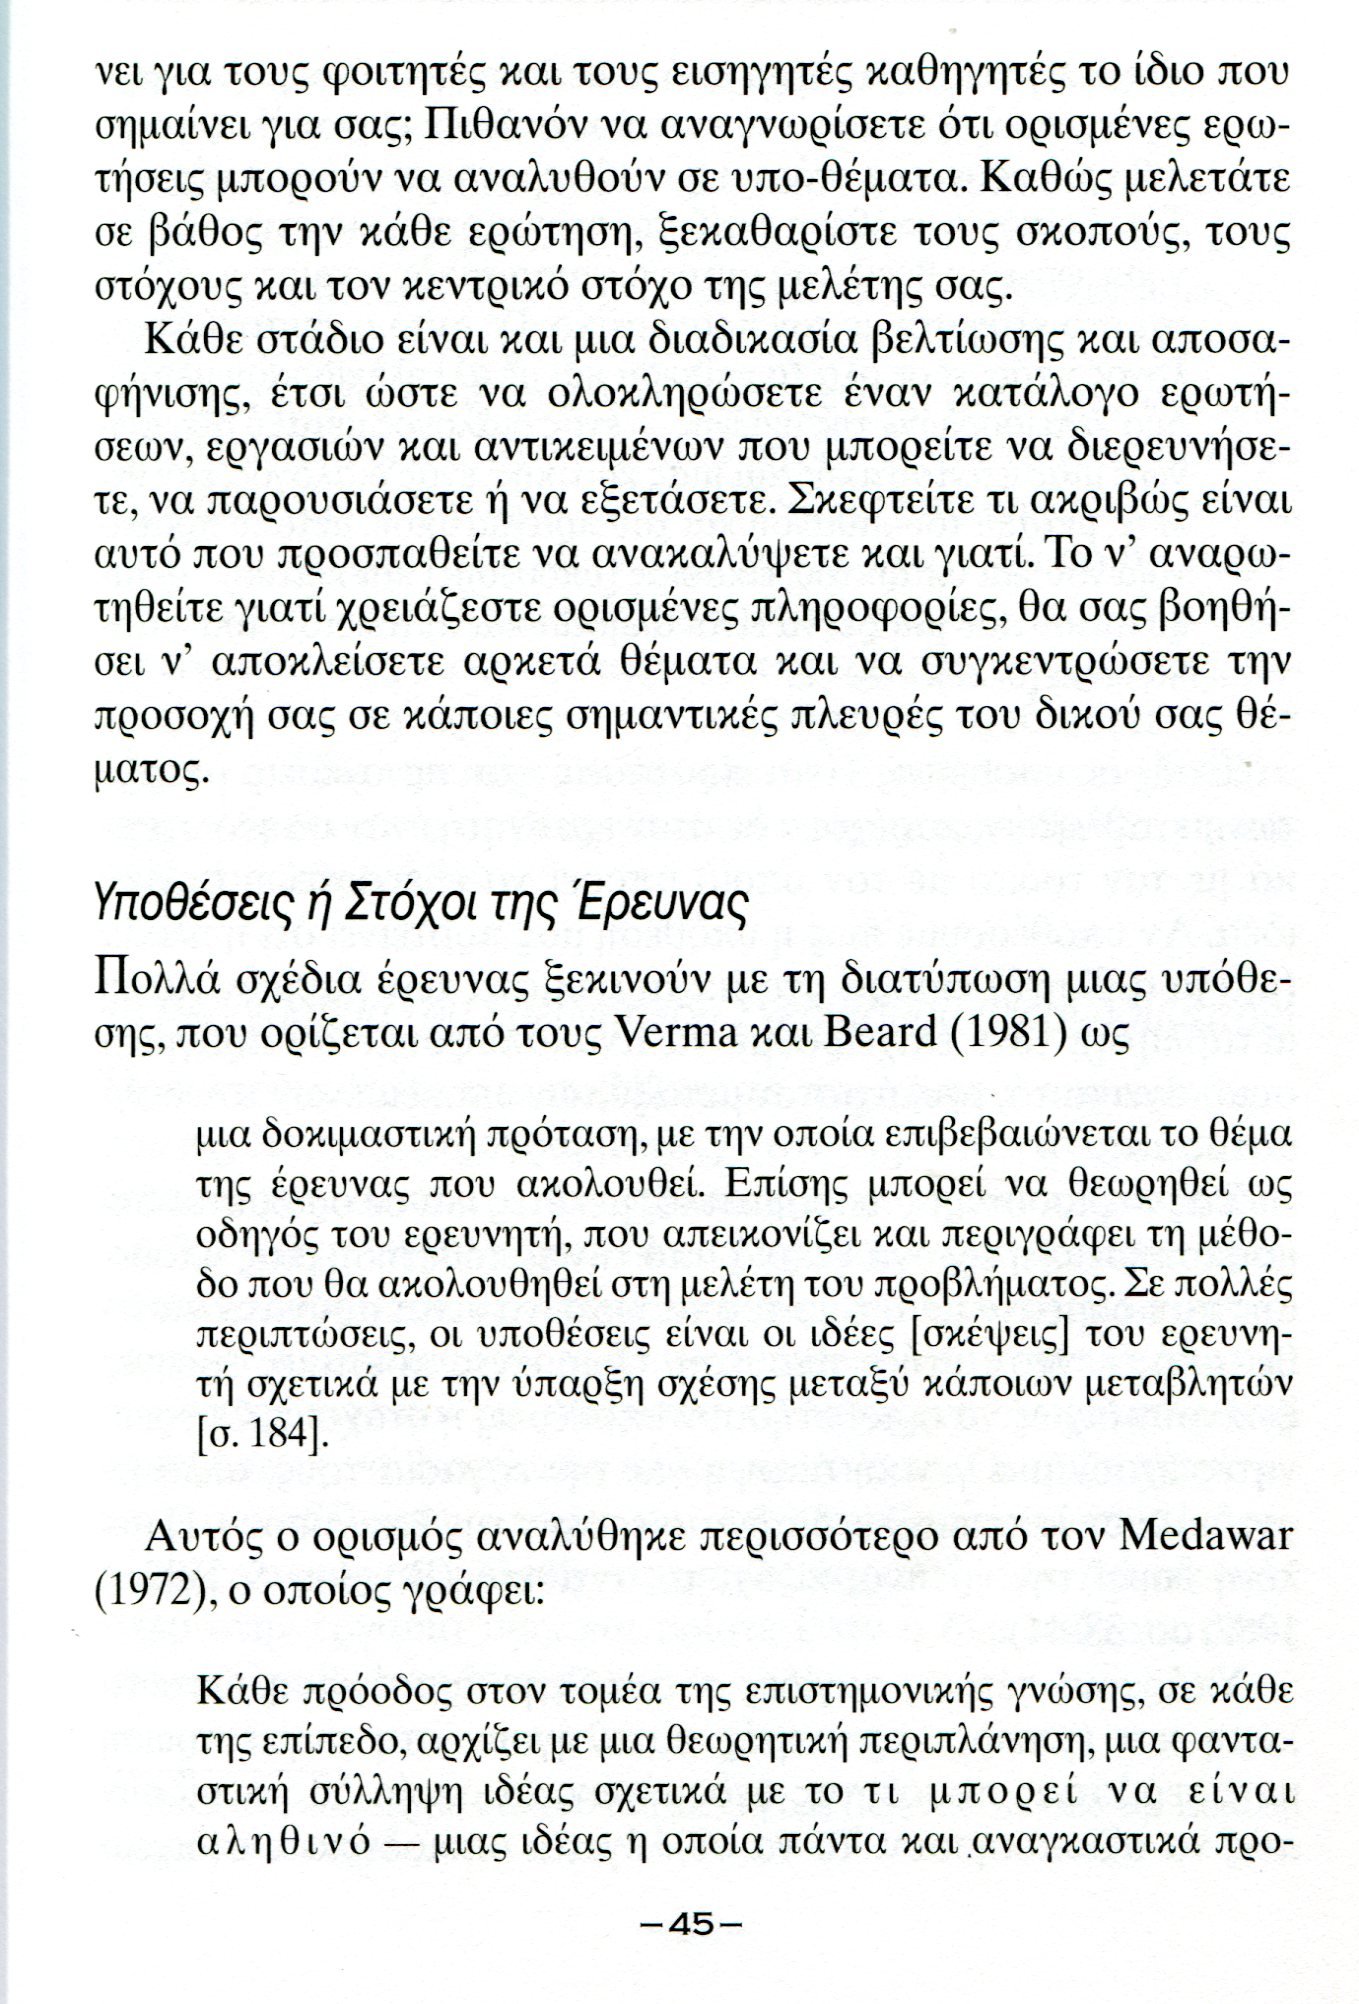 νει για τους φοιτητές και τους εισηγητές καθηγητές το ίδιο που
σημαίνει για σας; Πιθανόν να αναγνωρίσετε ότι ορισμένες ερω-
τήσεις μπορούν να αναλυθούν σε υπο-θέματα. Καθώς μελετάτε
σε βάθος την κάθε ερώτηση, ξεκαθαρίστε τους σκοπούς, τους
στόχους και τον κεντρικό στόχο της μελέτης σας.
Κάθε στάδιο είναι και μια διαδικασία βελτίωσης και αποσα-
φήνισης, έτσι ώστε να ολοκληρώσετε έναν κατάλογο ερωτή-
σεων, εργασιών και αντικειμένων που μπορείτε να διερευνήσε-
τε, να παρουσιάσετε ή να εξετάσετε. Σκεφτείτε τι ακριβώς είναι
αυτό που προσπαθείτε να ανακαλύψετε και γιατί. Το ν’ αναρω-
τηθείτε γιατί χρειάζεστε ορισμένες πληροφορίες, θα σας βοηθή-
σει ν’ αποκλείσετε αρκετά θέματα και να συγκεντρώσετε την
προσοχή σας σε κάποιες σημαντικές πλευρές του δικού σας θέ-
ματος.
Υποθέσεις ή Στόχοι της Έρευνας
Πολλά σχέδια έρευνας ξεκινούν με τη διατύπωση μιας υπόθε-
σης, που ορίζεται από τους Verma και Beard (1981) ως
μια δοκιμαστική πρόταση, με την οποία επιβεβαιώνεται το θέμα
της έρευνας που ακολουθεί. Επίσης μπορεί να θεωρηθεί ως
οδηγός του ερευνητή, που απεικονίζει και περιγράφει τη μέθο-
δο που θα ακολουθηθεί στη μελέτη του προβλήματος. Σε πολλές
περιπτώσεις, οι υποθέσεις είναι οι ιδέες [σκέψεις] του ερευνη-
τή σχετικά με την ύπαρξη σχέσης μεταξύ κάποιων μεταβλητών
[σ. 184].
Αυτός ο ορισμός αναλύθηκε περισσότερο από τον Medawar
(1972), ο οποίος γράφει:
Κάθε πρόοδος στον τομέα της επιστημονικής γνώσης, σε κάθε
της επίπεδο, αρχίζει με μια θεωρητική περιπλάνηση, μια φαντα-
στική σύλληψη ιδέας σχετικά με το τι μπορεί να είναι
αληθινό — μιας ιδέας η οποία πάντα και αναγκαστικά προ-
–45–